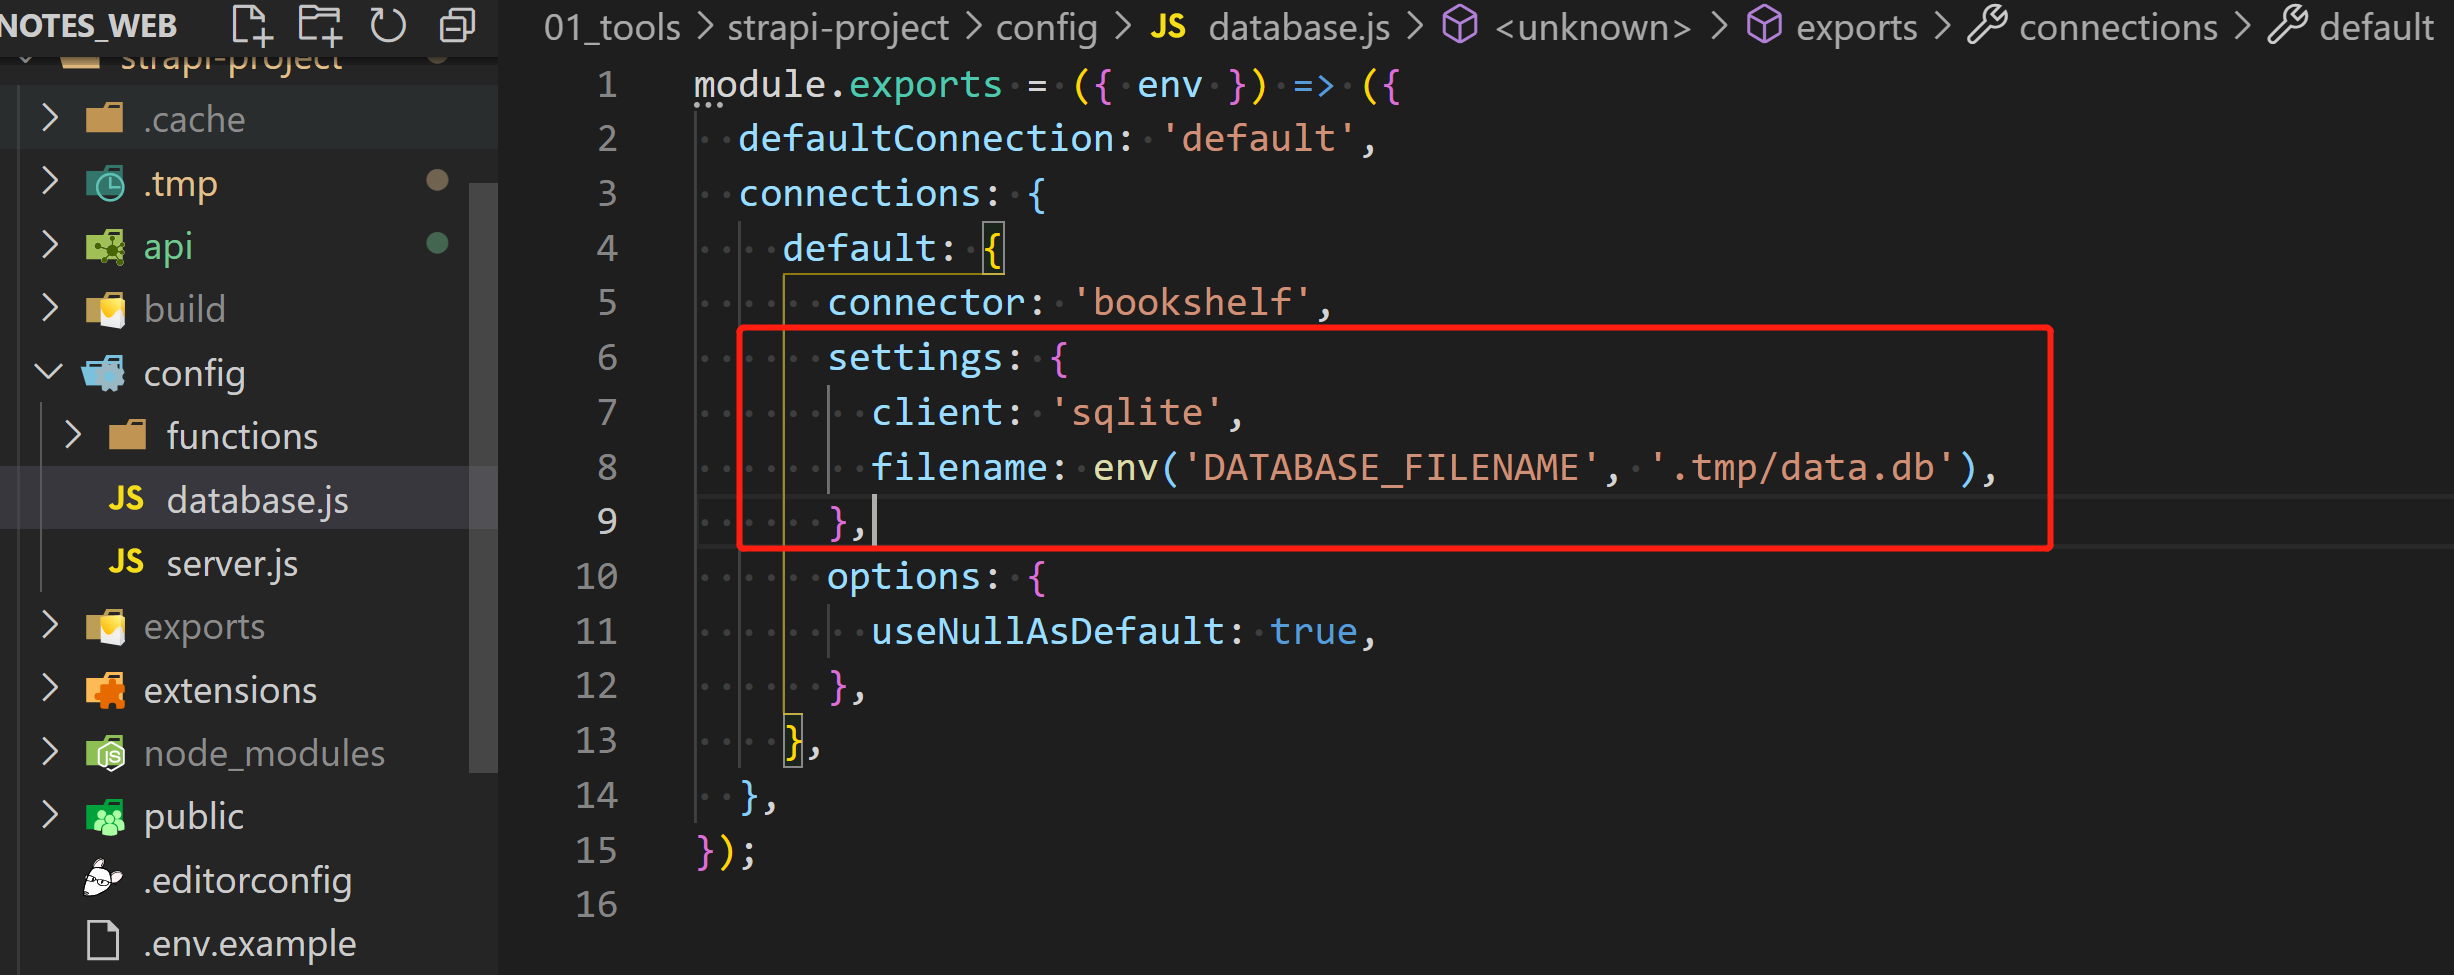 NOTES_WEB
strapi-project
.cache
.tmp
api
build
config
functions
JS database.js
JS server.js
exports
extensions
node_modules
public
.editorconfig
.env.example
01_tools > strapi-project > config > JS database.js > <unknown> > exports > connections > default
1 module.exports = ({ env }) => ({
2   defaultConnection: 'default',
3   connections: {
4     default: {
5       connector: 'bookshelf',
6       settings: {
7         client: 'sqlite',
8         filename: env('DATABASE_FILENAME', '.tmp/data.db'),
9       },
10       options: {
11         useNullAsDefault: true,
12       },
13     },
14   },
15 });
16